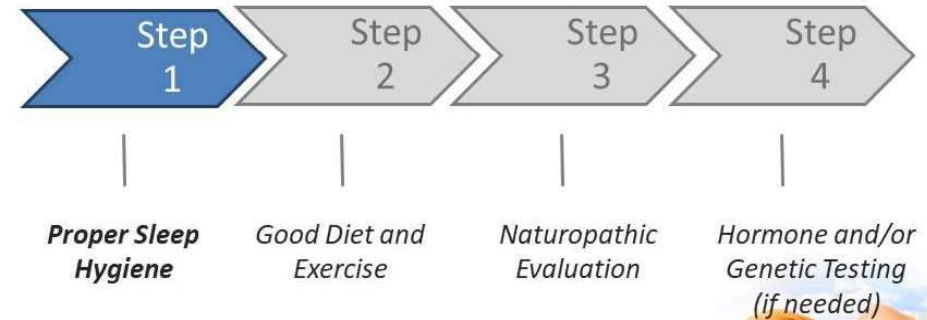 Step
1
Step
2
Step
3
Step
4
Proper Sleep
Hygiene
Good Diet and
Exercise
Naturopathic
Evaluation
Hormone and/or
Genetic Testing
(if needed)